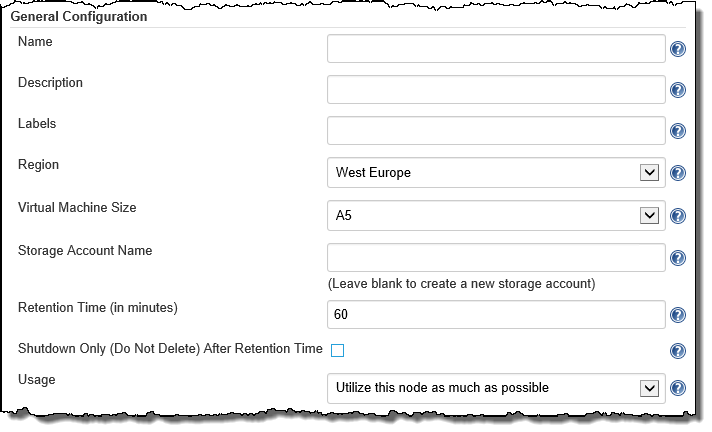 General Configuration
Name
Description
Labels
Region
West Europe
Virtual Machine Size
A5
Storage Account Name
(Leave blank to create a new storage account)
Retention Time (in minutes)
60
Shutdown Only (Do Not Delete) After Retention Time
Usage
Utilize this node as much as possible